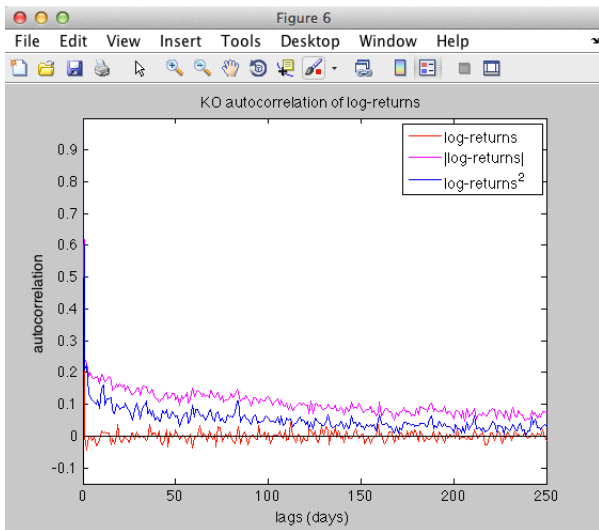 Figure 6
File Edit View Insert Tools Desktop Window Help
KO autocorrelation of log-returns
log-returns
|log-returns|
log-returns²
autocorrelation
0.9
0.8
0.7
0.6
0.5
0.4
0.3
0.2
0.1
0
-0.1
0 50 100 150 200 250
lags (days)